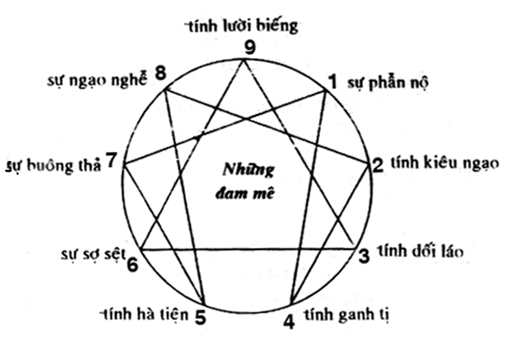 tính lười biếng
9
sự ngạo nghễ 8
1 sự phẫn nộ
sự buông thả 7
2 tính kiêu ngạo
Những
đam mê
sự sợ sệt 6
3 tính dối láo
tính hà tiện 5
4 tính ganh tị